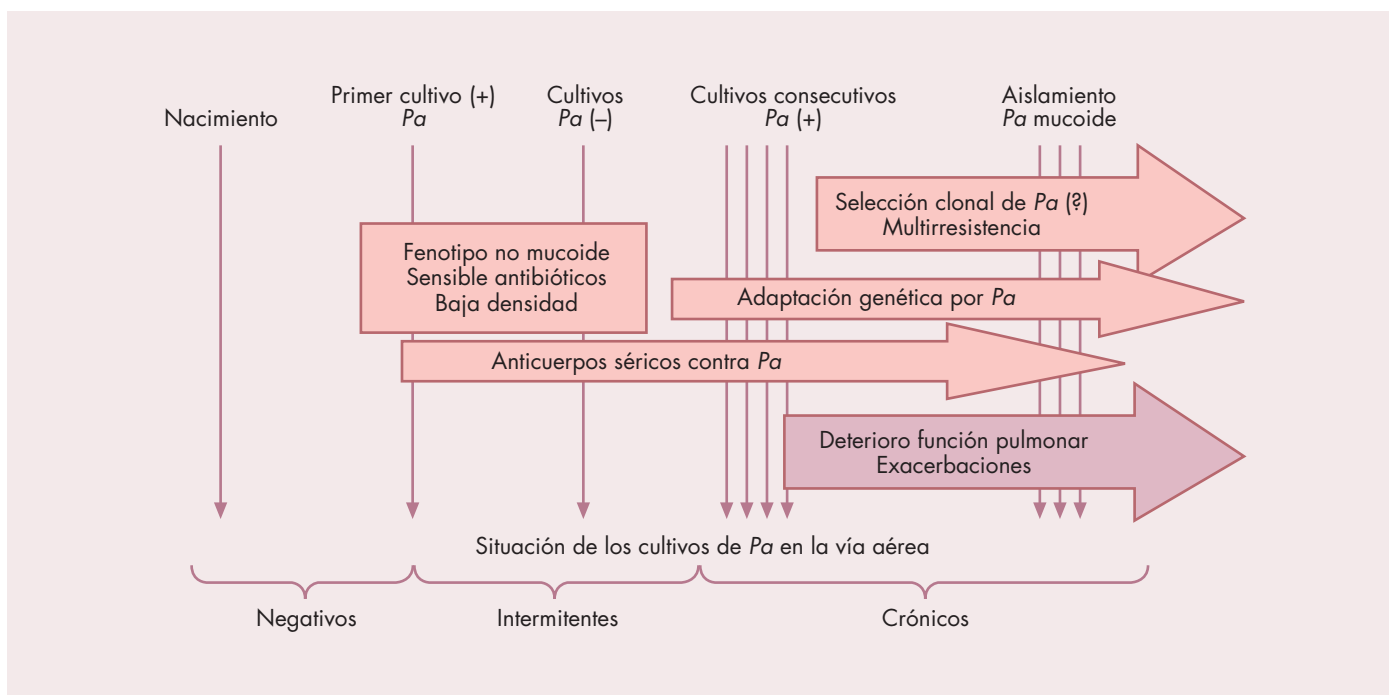 Nacimiento
Primer cultivo (+)
Pa
Cultivos
Pa (–)
Cultivos consecutivos
Pa (+)
Aislamiento
Pa mucoide
Selección clonal de Pa (?)
Multirresistencia
Fenotipo no mucoide
Sensible antibióticos
Baja densidad
Adaptación genética por Pa
Anticuerpos séricos contra Pa
Deterioro función pulmonar
Exacerbaciones
Situación de los cultivos de Pa en la vía aérea
Negativos
Intermitentes
Crónicos